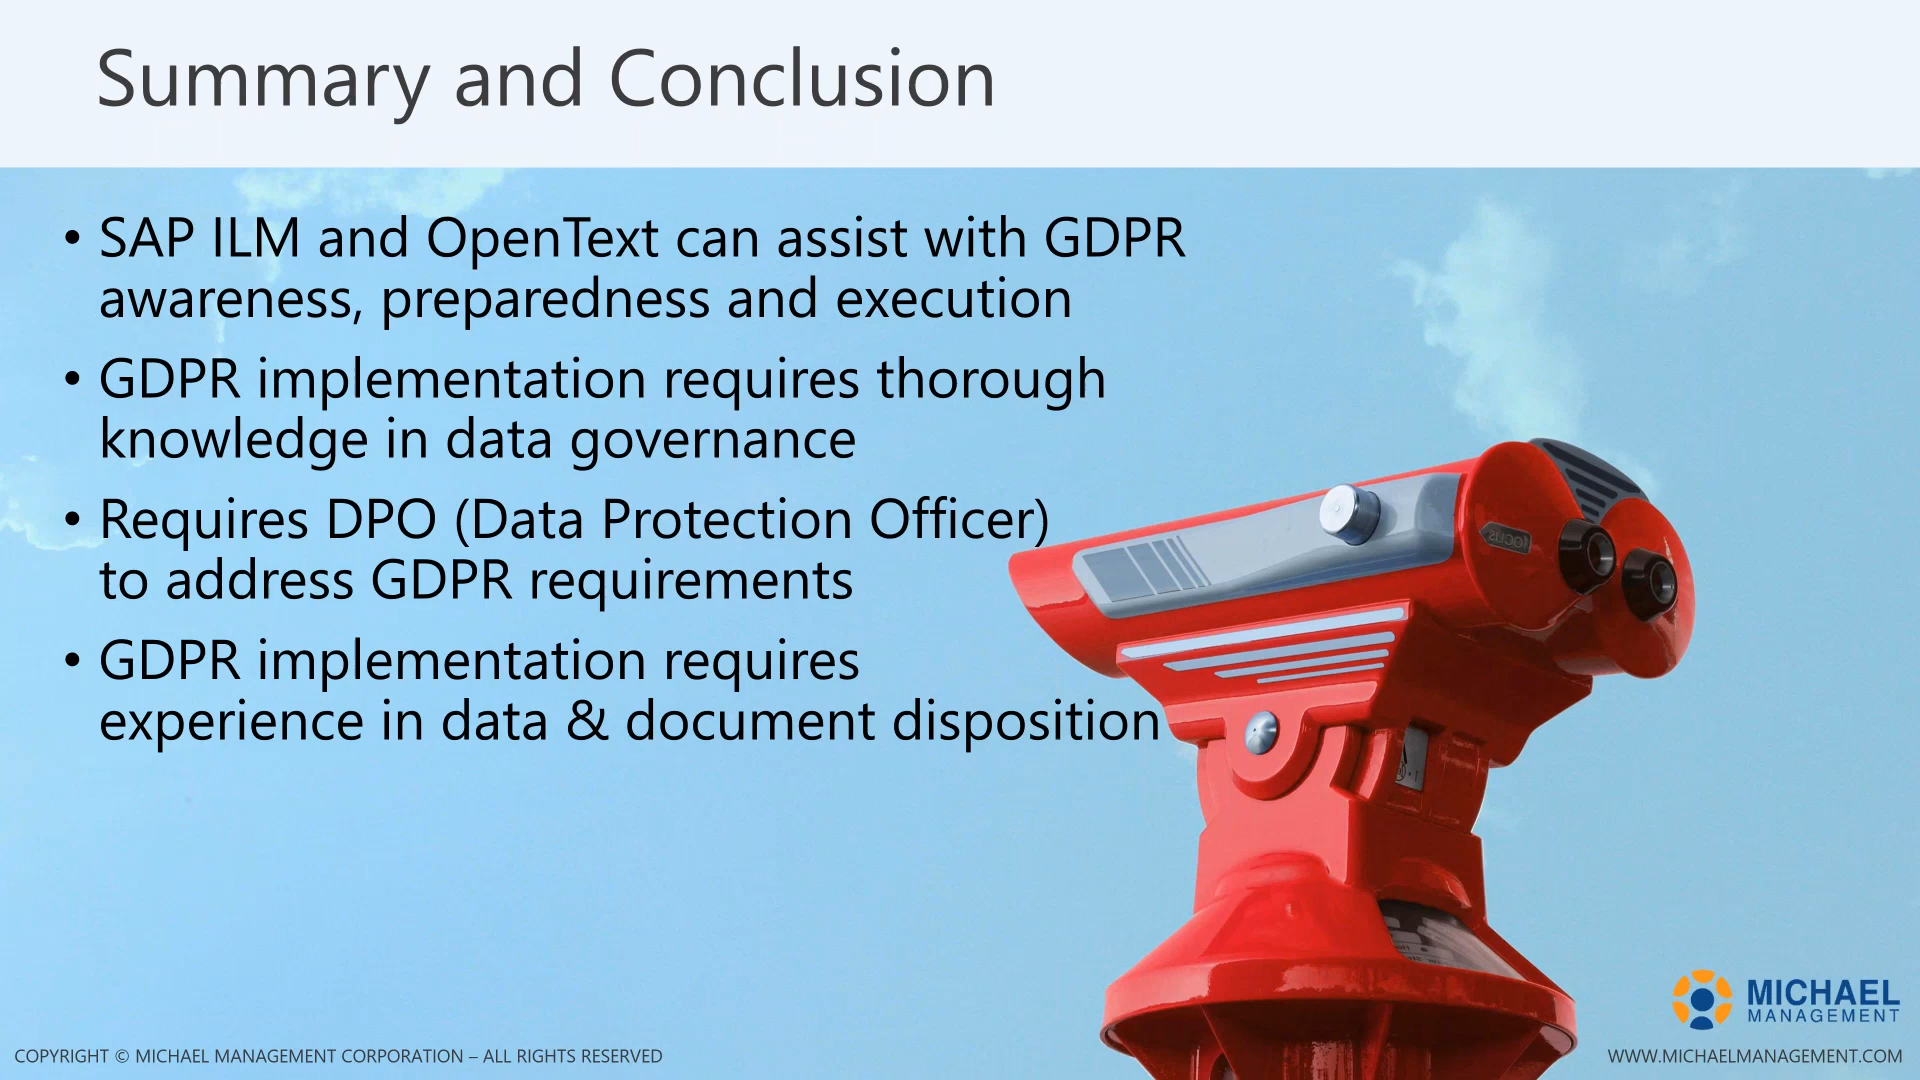 Summary and Conclusion
• SAP ILM and OpenText can assist with GDPR
awareness, preparedness and execution
• GDPR implementation requires thorough
knowledge in data governance
• Requires DPO (Data Protection Officer)
to address GDPR requirements
• GDPR implementation requires
experience in data & document disposition
MICHAEL
MANAGEMENT
COPYRIGHT © MICHAEL MANAGEMENT CORPORATION – ALL RIGHTS RESERVED
WWW.MICHAELMANAGEMENT.COM